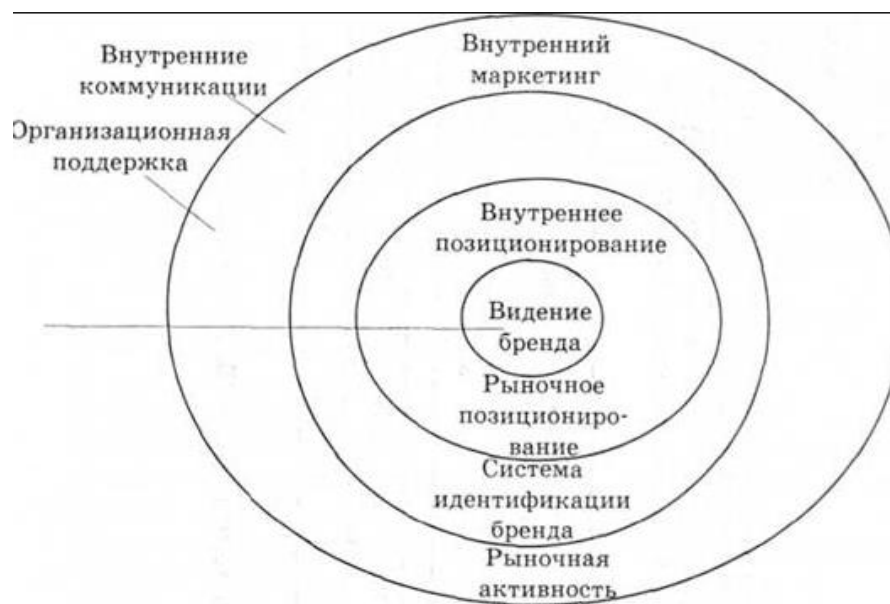 Внутренние
коммуникации
Организационная
поддержка
Внутренний
маркетинг
Внутреннее
позиционирование
Видение
бренда
Рыночное
позициониро-
вание
Система
идентификации
бренда
Рыночная
активность